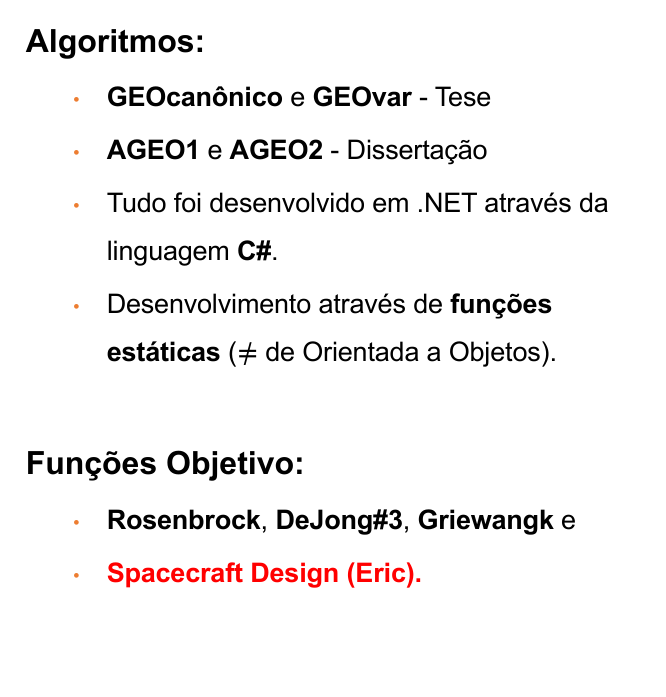 Algoritmos:
• GEOcanônico e GEOvar - Tese
• AGEO1 e AGEO2 - Dissertação
• Tudo foi desenvolvido em .NET através da
linguagem C#.
• Desenvolvimento através de funções
estáticas (≠ de Orientada a Objetos).
Funções Objetivo:
• Rosenbrock, DeJong#3, Griewangk e
• Spacecraft Design (Eric).